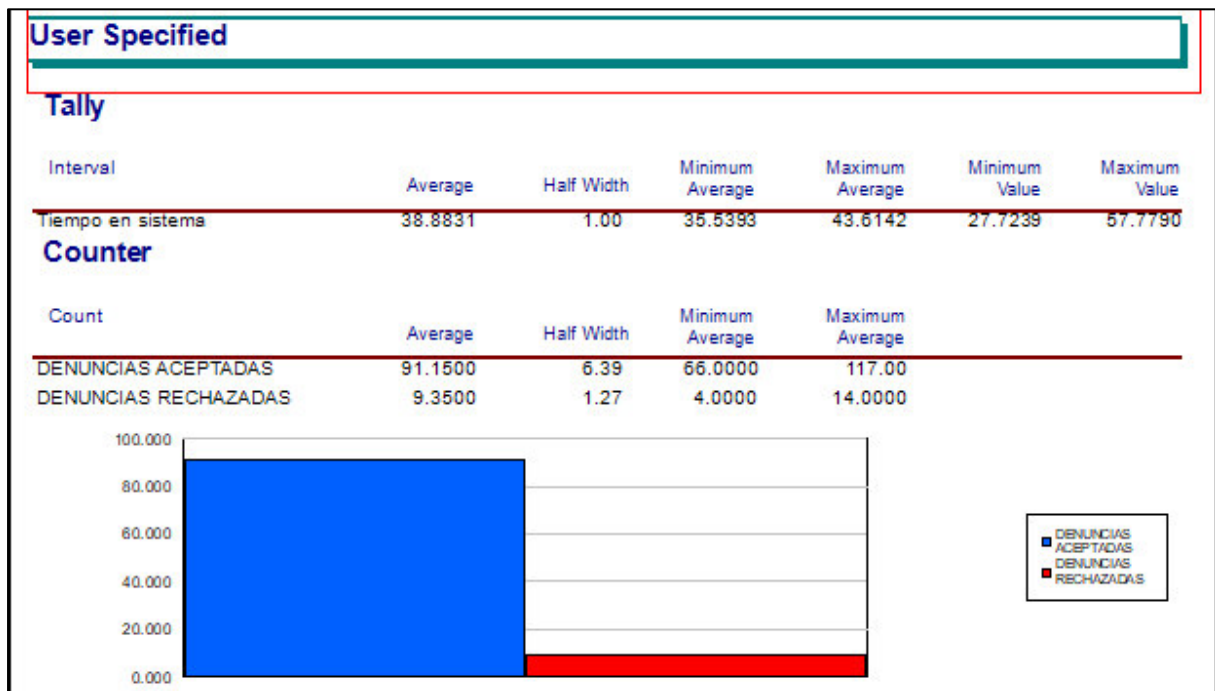 User Specified
Tally
Interval Average Half Width Minimum Average Maximum Average Minimum Value Maximum Value
Tiempo en sistema 38.8831 1.00 35.5393 43.6142 27.7239 57.7790
Counter
Count Average Half Width Minimum Average Maximum Average
DENUNCIAS ACEPTADAS 91.1500 6.39 66.0000 117.00
DENUNCIAS RECHAZADAS 9.3500 1.27 4.0000 14.0000
100.000
80.000
60.000
40.000
20.000
0.000
DENUNCIAS
ACEPTADAS
DENUNCIAS
RECHAZADAS